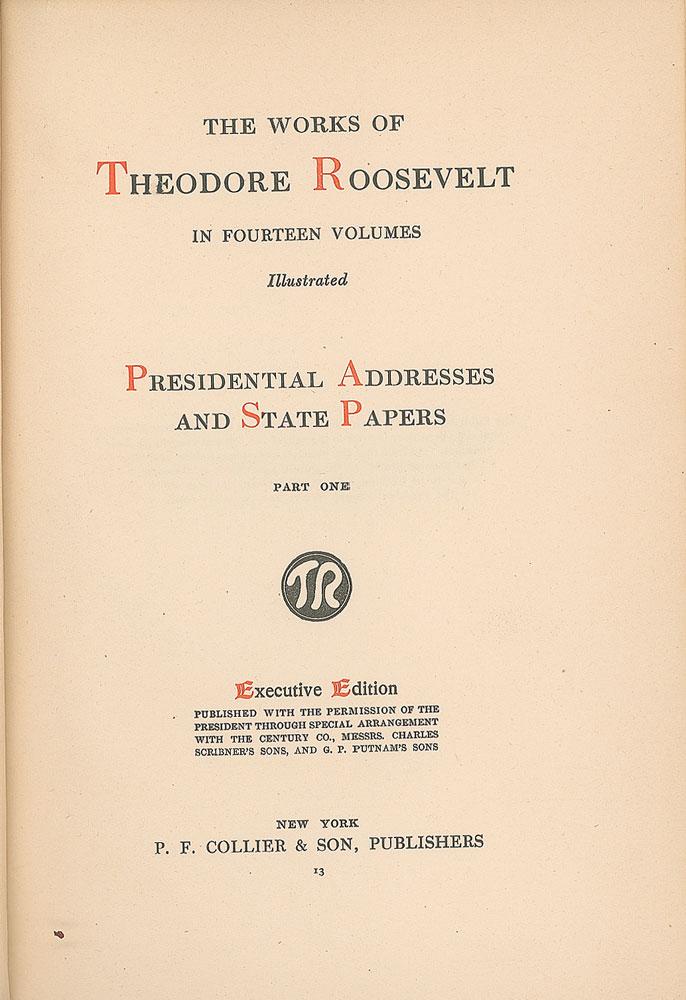 THE WORKS OF
THEODORE ROOSEVELT
IN FOURTEEN VOLUMES
Illustrated
PRESIDENTIAL ADDRESSES
AND STATE PAPERS
PART ONE
TR
Executive Edition
PUBLISHED WITH THE PERMISSION OF THE
PRESIDENT THROUGH SPECIAL ARRANGEMENT
WITH THE CENTURY CO., MESSRS. CHARLES
SCRIBNER'S SONS, AND G. P. PUTNAM'S SONS
NEW YORK
P. F. COLLIER & SON, PUBLISHERS
13